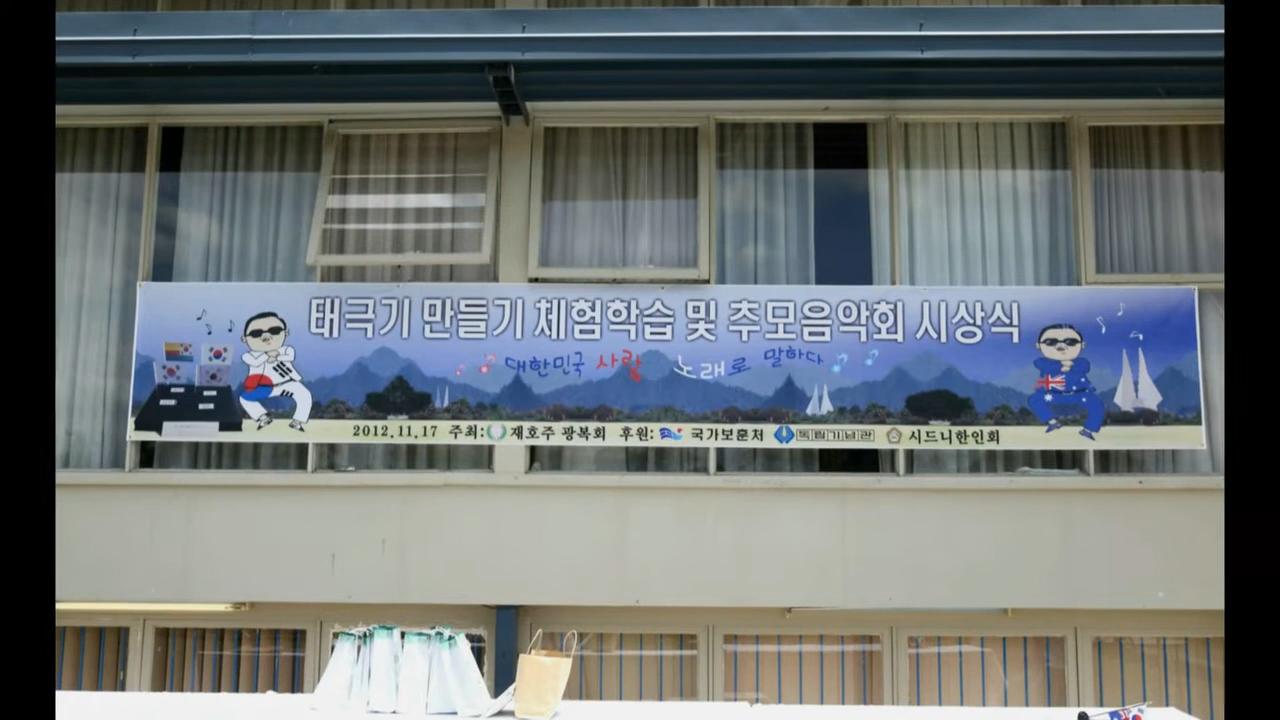 태극기 만들기 체험학습 및 추모음악회 시상식
대한민국 사랑 노래로 말하다
2012.11.17 주최: 재호주 광복회 후원: 국가보훈처 독립기념관 시드니한인회